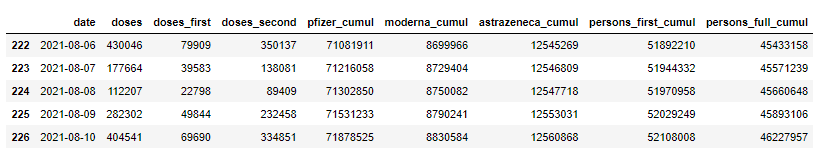 date doses doses_first doses_second pfizer_cumul moderna_cumul astrazeneca_cumul persons_first_cumul persons_full_cumul
222 2021-08-06 430046 79909 350137 71081911 8699966 12545269 51892210 45433158
223 2021-08-07 177664 39583 138081 71216058 8729404 12546809 51944332 45571239
224 2021-08-08 112207 22798 89409 71302850 8750082 12547718 51970958 45660648
225 2021-08-09 282302 49844 232458 71531233 8790241 12553031 52029249 45893106
226 2021-08-10 404541 69690 334851 71878525 8830584 12560868 52108008 46227957